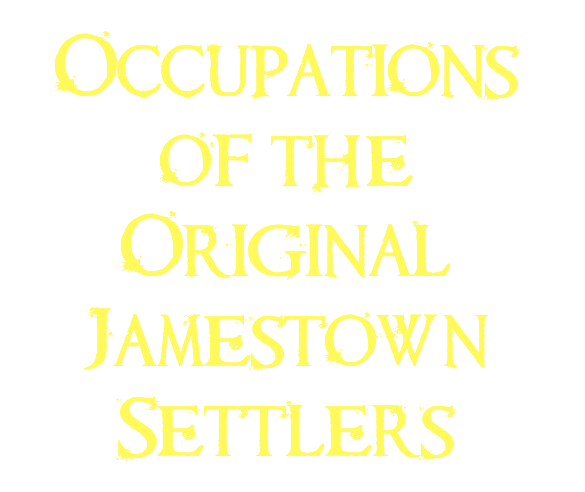 Occupations
of the
Original
Jamestown
Settlers